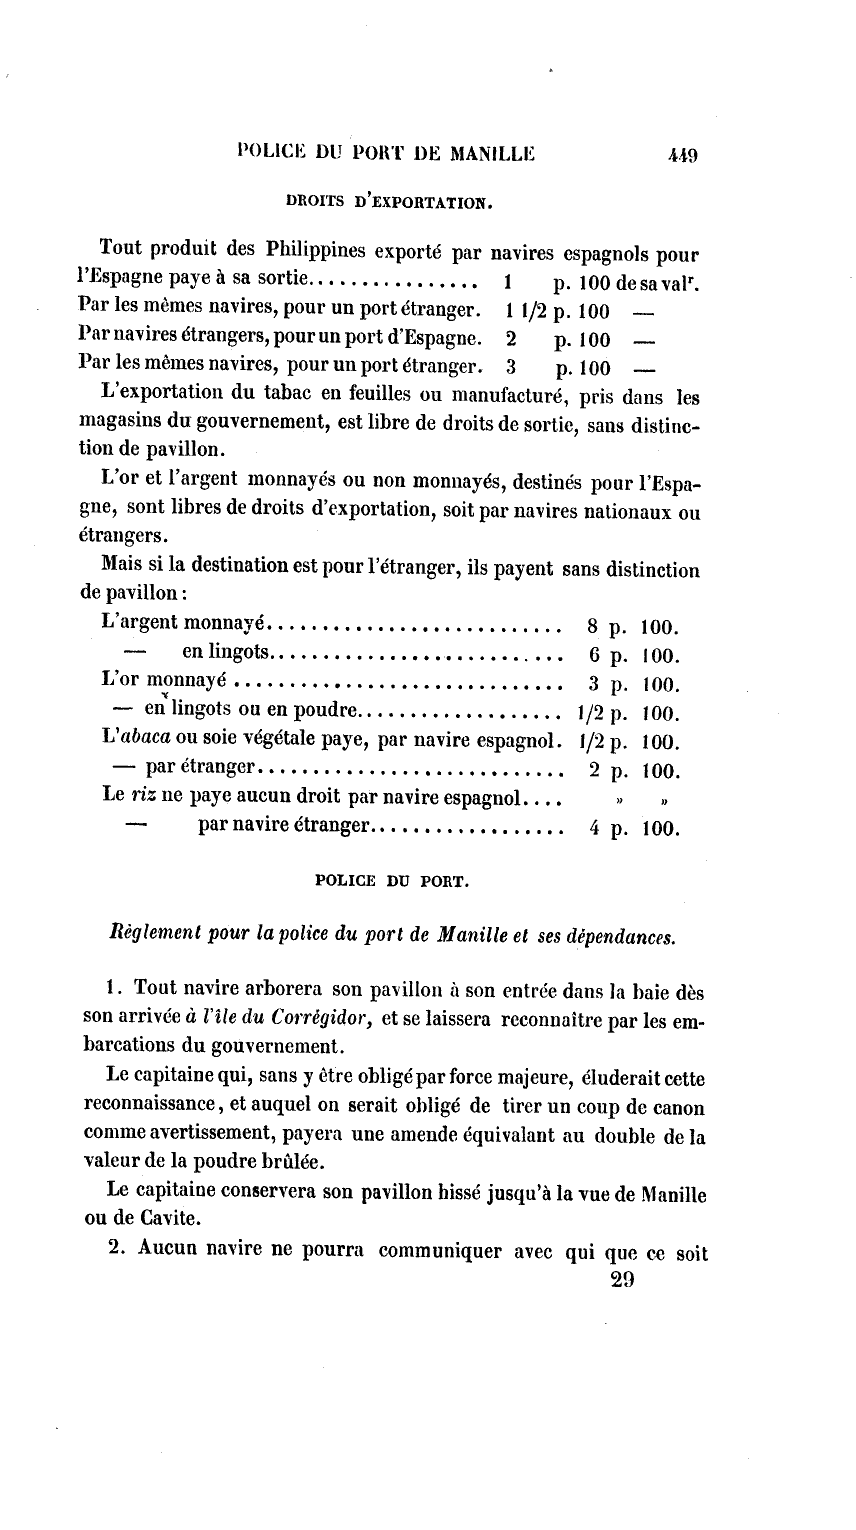 POLICE DU PORT DE MANILLE 449
DROITS D'EXPORTATION.
Tout produit des Philippines exporté par navires espagnols pour
l'Espagne paye à sa sortie................ 1 p. 100 de sa valr.
Par les mêmes navires, pour un port étranger. 1 1/2 p. 100 —
Par navires étrangers, pour un port d'Espagne. 2 p. 100 —
Par les mêmes navires, pour un port étranger. 3 p. 100 —
L'exportation du tabac en feuilles ou manufacturé, pris dans les
magasins du gouvernement, est libre de droits de sortie, sans distinc-
tion de pavillon.
L'or et l'argent monnayés ou non monnayés, destinés pour l'Espa-
gne, sont libres de droits d'exportation, soit par navires nationaux ou
étrangers.
Mais si la destination est pour l'étranger, ils payent sans distinction
de pavillon :
L'argent monnayé........................... 8 p. 100.
— en lingots........................... 6 p. 100.
L'or monnayé .............................. 3 p. 100.
— en lingots ou en poudre................... 1/2 p. 100.
L'abaca ou soie végétale paye, par navire espagnol. 1/2 p. 100.
— par étranger............................ 2 p. 100.
Le riz ne paye aucun droit par navire espagnol.... » »
— par navire étranger.................. 4 p. 100.
POLICE DU PORT.
Règlement pour la police du port de Manille et ses dépendances.
1. Tout navire arborera son pavillon à son entrée dans la baie dès
son arrivée à l'île du Corrégidor, et se laissera reconnaître par les em-
barcations du gouvernement.
Le capitaine qui, sans y être obligé par force majeure, éluderait cette
reconnaissance, et auquel on serait obligé de tirer un coup de canon
comme avertissement, payera une amende équivalant au double de la
valeur de la poudre brûlée.
Le capitaine conservera son pavillon hissé jusqu'à la vue de Manille
ou de Cavite.
2. Aucun navire ne pourra communiquer avec qui que ce soit
29